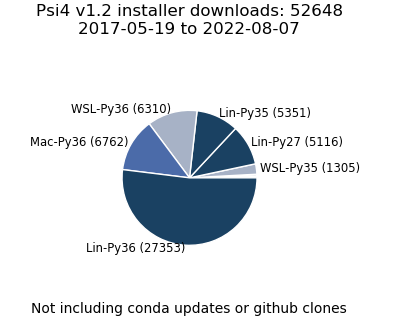 Psi4 v1.2 installer downloads: 52648
2017-05-19 to 2022-08-07
WSL-Py36 (6310)
Lin-Py35 (5351)
Mac-Py36 (6762)
Lin-Py27 (5116)
WSL-Py35 (1305)
Lin-Py36 (27353)
Not including conda updates or github clones